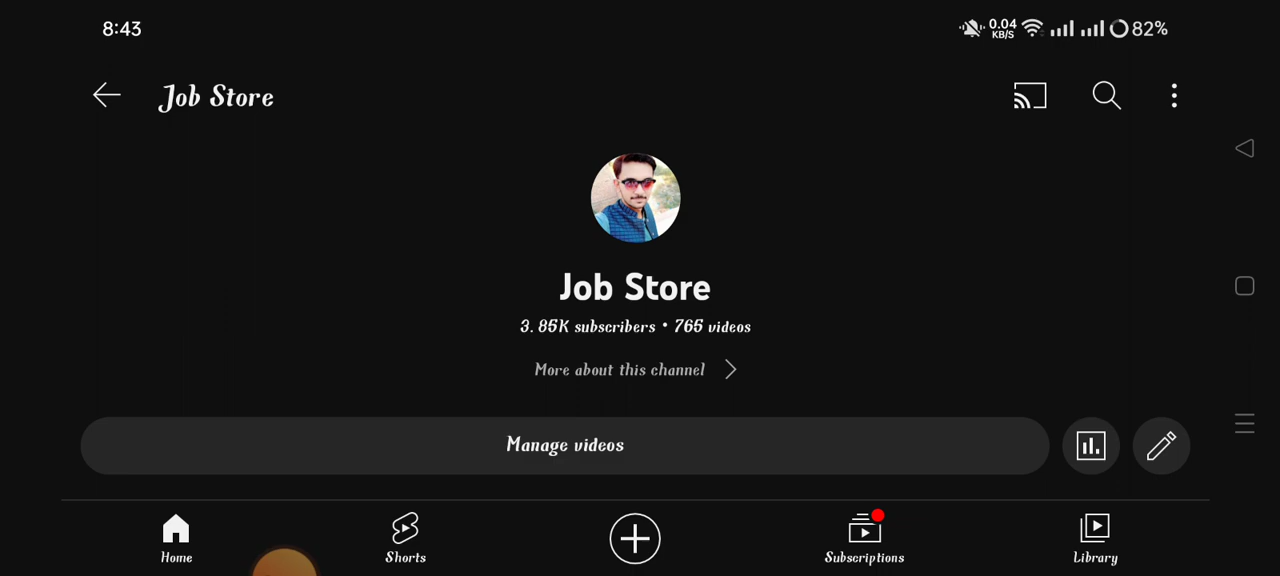 8:43
0.04
KB/S
82%
Job Store
Job Store
3.85K subscribers • 765 videos
More about this channel
Manage videos
Home
Shorts
Subscriptions
Library